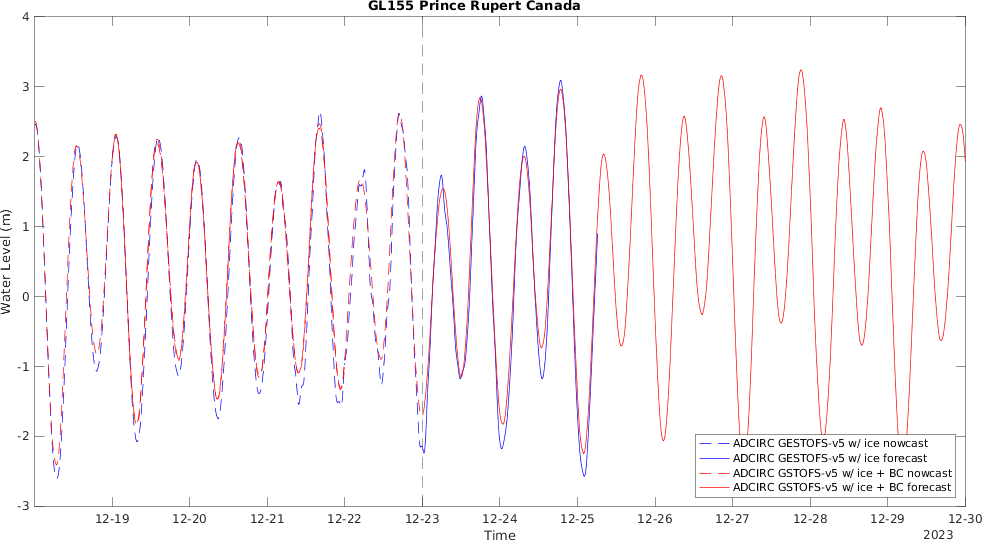 GL155 Prince Rupert Canada
4
3
2
1
0
-1
-2
-3
Water Level (m)
ADCIRC GESTOFS-v5 w/ ice nowcast
ADCIRC GESTOFS-v5 w/ ice forecast
ADCIRC GSTOFS-v5 w/ ice + BC nowcast
ADCIRC GSTOFS-v5 w/ ice + BC forecast
12-19 12-20 12-21 12-22 12-23 12-24 12-25 12-26 12-27 12-28 12-29 12-30
Time
2023